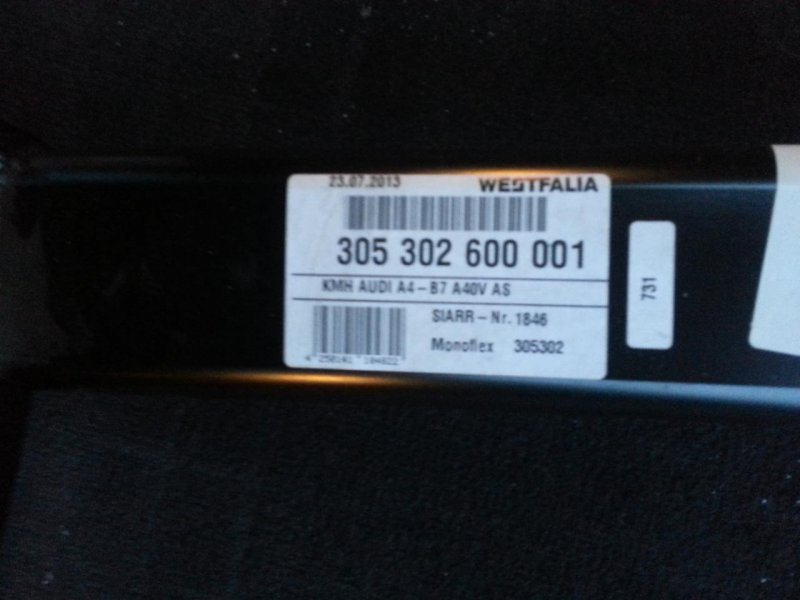 23.07.2013 WESTFALIA
305 302 600 001
KMH AUDI A4 - B7 A40V AS
SIARR - Nr. 1846
Monoflex 305302
731